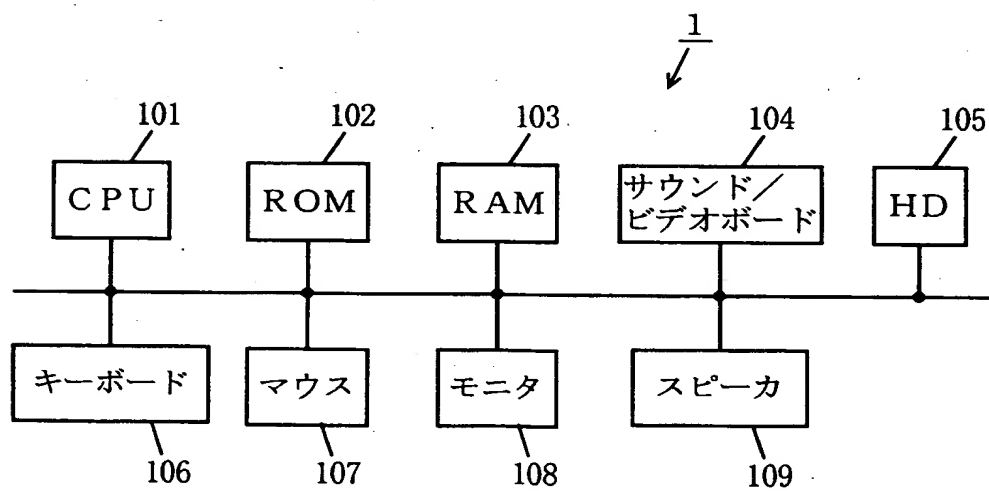 1
101
102
103
104
105
CPU
ROM
RAM
サウンド／
ビデオボード
HD
キーボード
マウス
モニタ
スピーカ
106
107
108
109